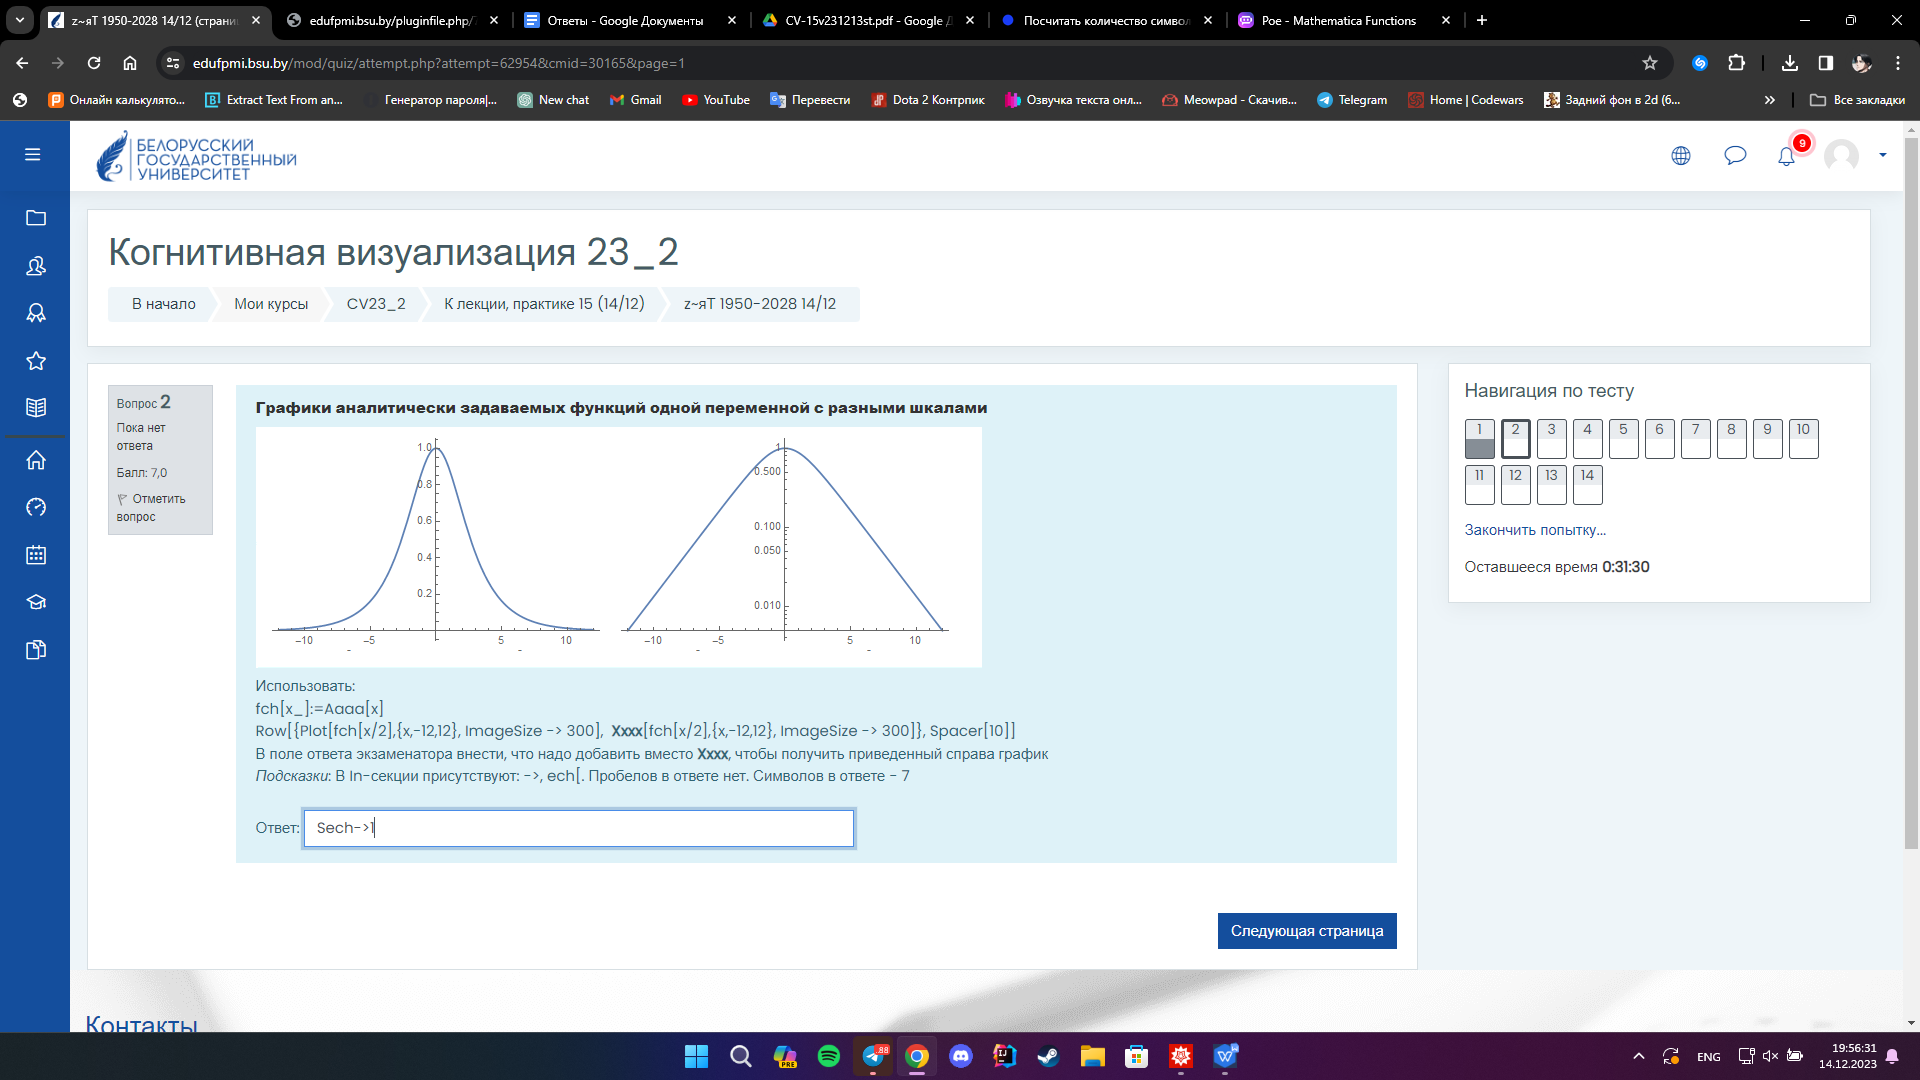 z~яТ 1950-2028 14/12 (страни
edufpmi.bsu.by/pluginfile.php/
Ответы - Google Документы
CV-15v231213st.pdf - Google Д
Посчитать количество символ
Poe - Mathematica Functions
edufpmi.bsu.by/mod/quiz/attempt.php?attempt=62954&cmid=30165&page=1
Онлайн калькулято...
Extract Text From an...
Генератор пароля|...
New chat
Gmail
YouTube
Перевести
Dota 2 Контрпик
Озвучка текста онл...
Meowpad - Скачив...
Telegram
Home | Codewars
Задний фон в 2d (6...
»
Все закладки
БЕЛОРУССКИЙ
ГОСУДАРСТВЕННЫЙ
УНИВЕРСИТЕТ
9
Когнитивная визуализация 23_2
В начало
Мои курсы
CV23_2
К лекции, практике 15 (14/12)
z~яТ 1950-2028 14/12
Вопрос 2
Пока нет
ответа
Балл: 7,0
Отметить
вопрос
Графики аналитически задаваемых функций одной переменной с разными шкалами
1.0
0.8
0.6
0.4
0.2
-10 -5 5 10
1
0.500
0.100
0.050
0.010
-10 -5 5 10
Использовать:
fch[x_]:=Aaaa[x]
Row[{Plot[fch[x/2],{x,-12,12}, ImageSize -> 300], Xxxx[fch[x/2],{x,-12,12}, ImageSize -> 300]}, Spacer[10]]
В поле ответа экзаменатора внести, что надо добавить вместо Xxxx, чтобы получить приведенный справа график
Подсказки: В In-секции присутствуют: ->, ech[. Пробелов в ответе нет. Символов в ответе - 7
Ответ:
Sech->1
Следующая страница
Навигация по тесту
1 2 3 4 5 6 7 8 9 10
11 12 13 14
Закончить попытку...
Оставшееся время 0:31:30
Контакты
PRE
88
ENG
19:56:31
14.12.2023